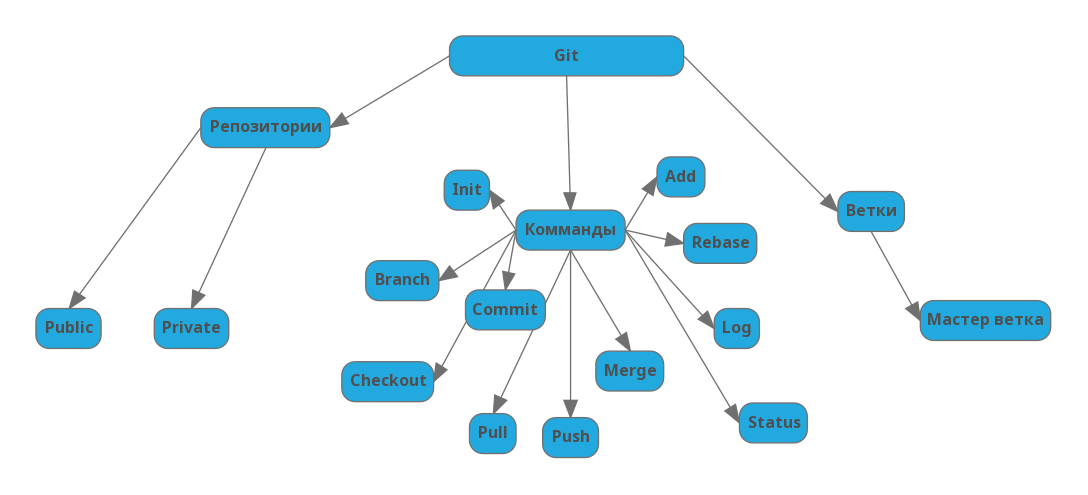 Git
Репозитории
Add
Init
Ветки
Комманды
Rebase
Branch
Commit
Мастер ветка
Public
Private
Log
Merge
Checkout
Status
Pull
Push